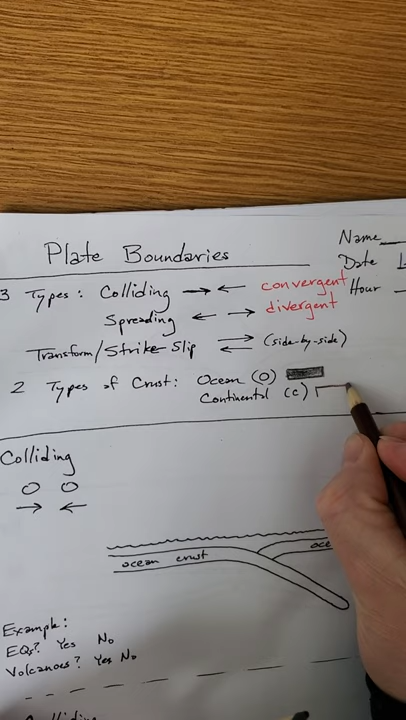 Plate Boundaries
Name
Date
Hour
3 Types: Colliding → ← convergent
Spreading ← → divergent
Transform/Strike-Slip (side-by-side)
2 Types of Crust: Ocean (O)
Continental (C)
Colliding
O O
→ ←
ocean crust
Example:
EQs? Yes No
Volcanoes? Yes No
Colliding